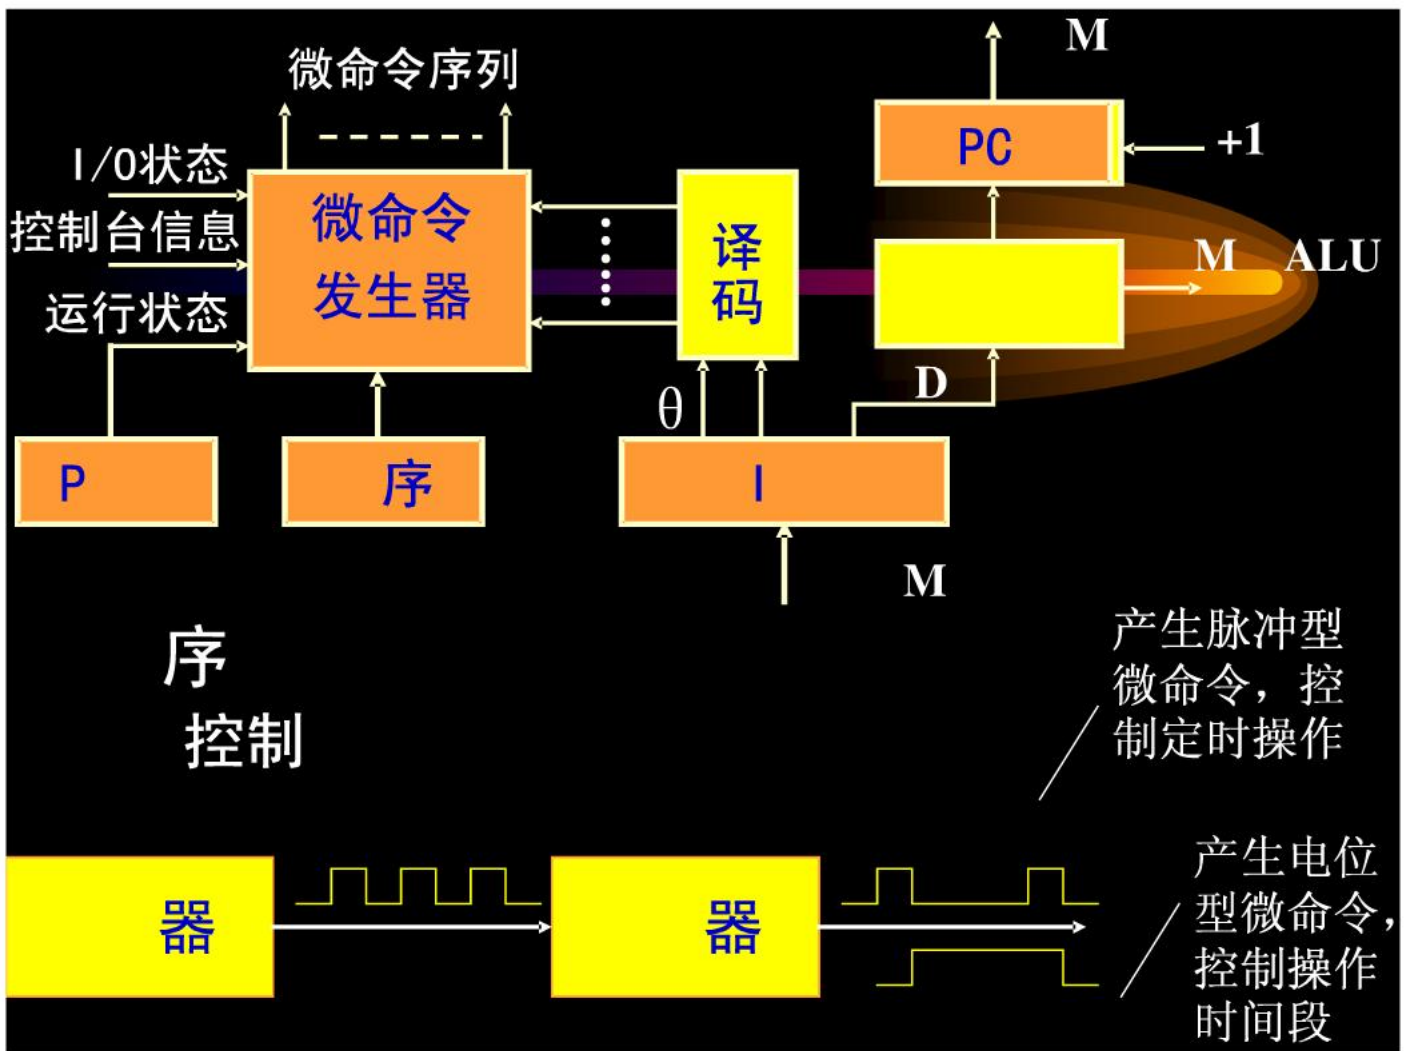 M
微命令序列
PC
+1
I/O状态
控制台信息
运行状态
微命令
发生器
译
码
M ALU
θ
D
P
序
I
M
序
控制
产生脉冲型
微命令，控
制定时操作
器
器
产生电位
型微命令，
控制操作
时间段